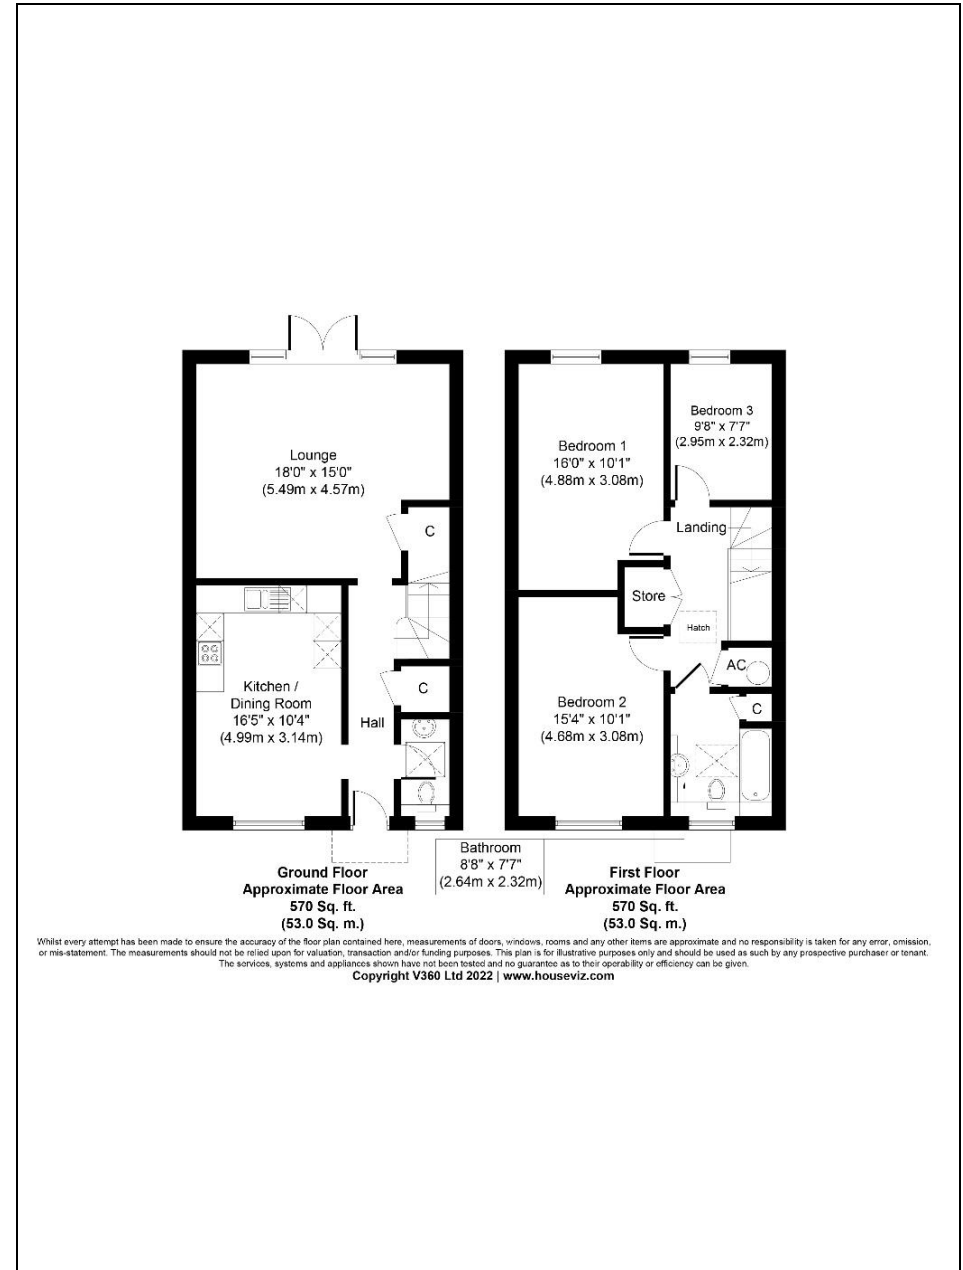 Lounge
18'0" x 15'0"
(5.49m x 4.57m)
C
Kitchen /
Dining Room
16'5" x 10'4"
(4.99m x 3.14m)
C
Hall
Ground Floor
Approximate Floor Area
570 Sq. ft.
(53.0 Sq. m.)
Bedroom 1
16'0" x 10'1"
(4.88m x 3.08m)
Bedroom 3
9'8" x 7'7"
(2.95m x 2.32m)
Landing
Store
Hatch
AC
C
Bedroom 2
15'4" x 10'1"
(4.68m x 3.08m)
Bathroom
8'8" x 7'7"
(2.64m x 2.32m)
First Floor
Approximate Floor Area
570 Sq. ft.
(53.0 Sq. m.)
Whilst every attempt has been made to ensure the accuracy of the floor plan contained here, measurements of doors, windows, rooms and any other items are approximate and no responsibility is taken for any error, omission,
or mis-statement. The measurements should not be relied upon for valuation, transaction and/or funding purposes. This plan is for illustrative purposes only and should be used as such by any prospective purchaser or tenant.
The services, systems and appliances shown have not been tested and no guarantee as to their operability or efficiency can be given.
Copyright V360 Ltd 2022 | www.houseviz.com